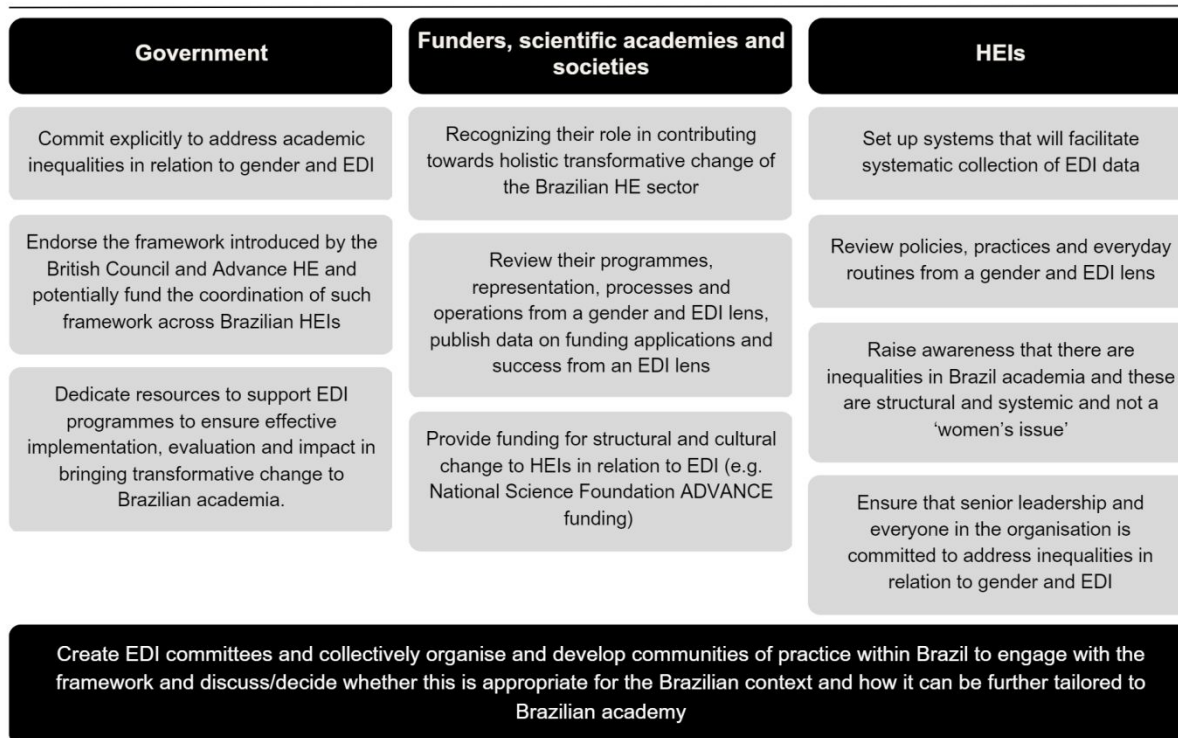 Government
Commit explicitly to address academic
inequalities in relation to gender and EDI
Endorse the framework introduced by the
British Council and Advance HE and
potentially fund the coordination of such
framework across Brazilian HEIs
Dedicate resources to support EDI
programmes to ensure effective
implementation, evaluation and impact in
bringing transformative change to
Brazilian academia.
Funders, scientific academies and
societies
Recognizing their role in contributing
towards holistic transformative change of
the Brazilian HE sector
Review their programmes,
representation, processes and
operations from a gender and EDI lens,
publish data on funding applications and
success from an EDI lens
Provide funding for structural and cultural
change to HEIs in relation to EDI (e.g.
National Science Foundation ADVANCE
funding)
HEIs
Set up systems that will facilitate
systematic collection of EDI data
Review policies, practices and everyday
routines from a gender and EDI lens
Raise awareness that there are
inequalities in Brazil academia and these
are structural and systemic and not a
‘women’s issue’
Ensure that senior leadership and
everyone in the organisation is
committed to address inequalities in
relation to gender and EDI
Create EDI committees and collectively organise and develop communities of practice within Brazil to engage with the
framework and discuss/decide whether this is appropriate for the Brazilian context and how it can be further tailored to
Brazilian academy